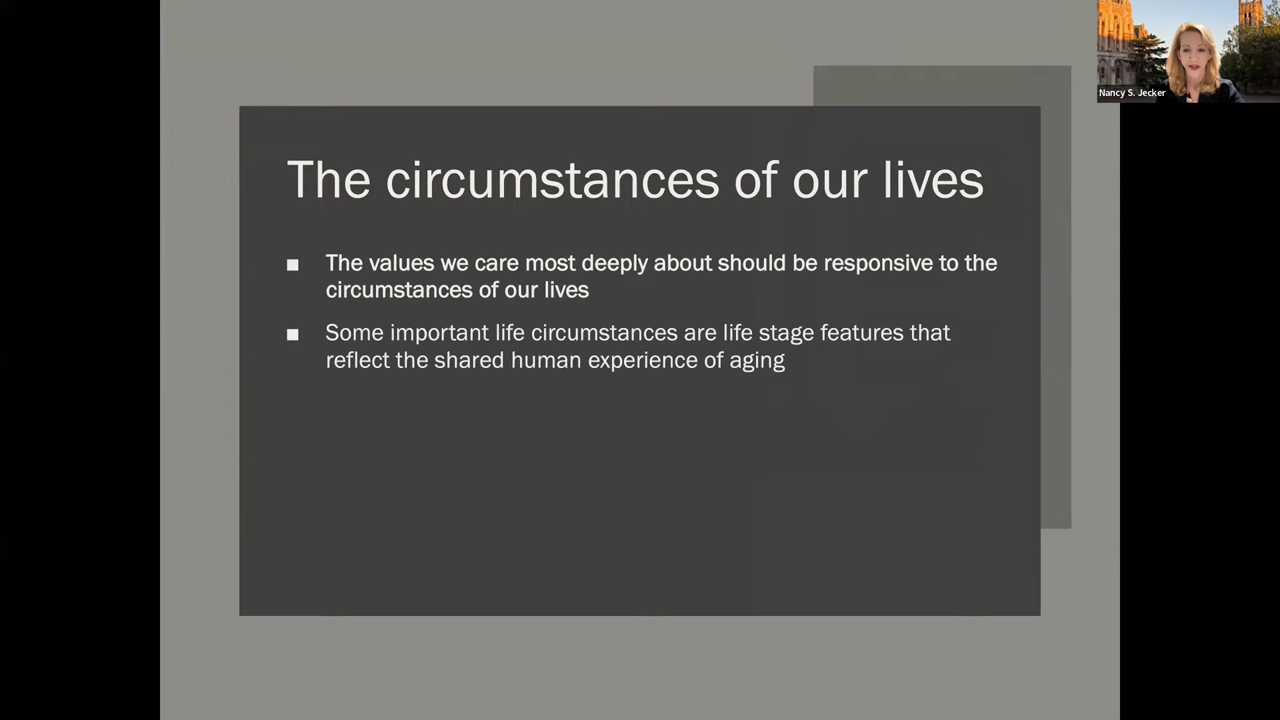 Nancy S. Jecker
The circumstances of our lives
■ The values we care most deeply about should be responsive to the
circumstances of our lives
■ Some important life circumstances are life stage features that
reflect the shared human experience of aging